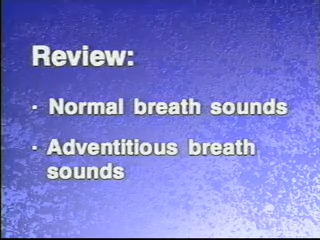 Review:
· Normal breath sounds
· Adventitious breath
sounds